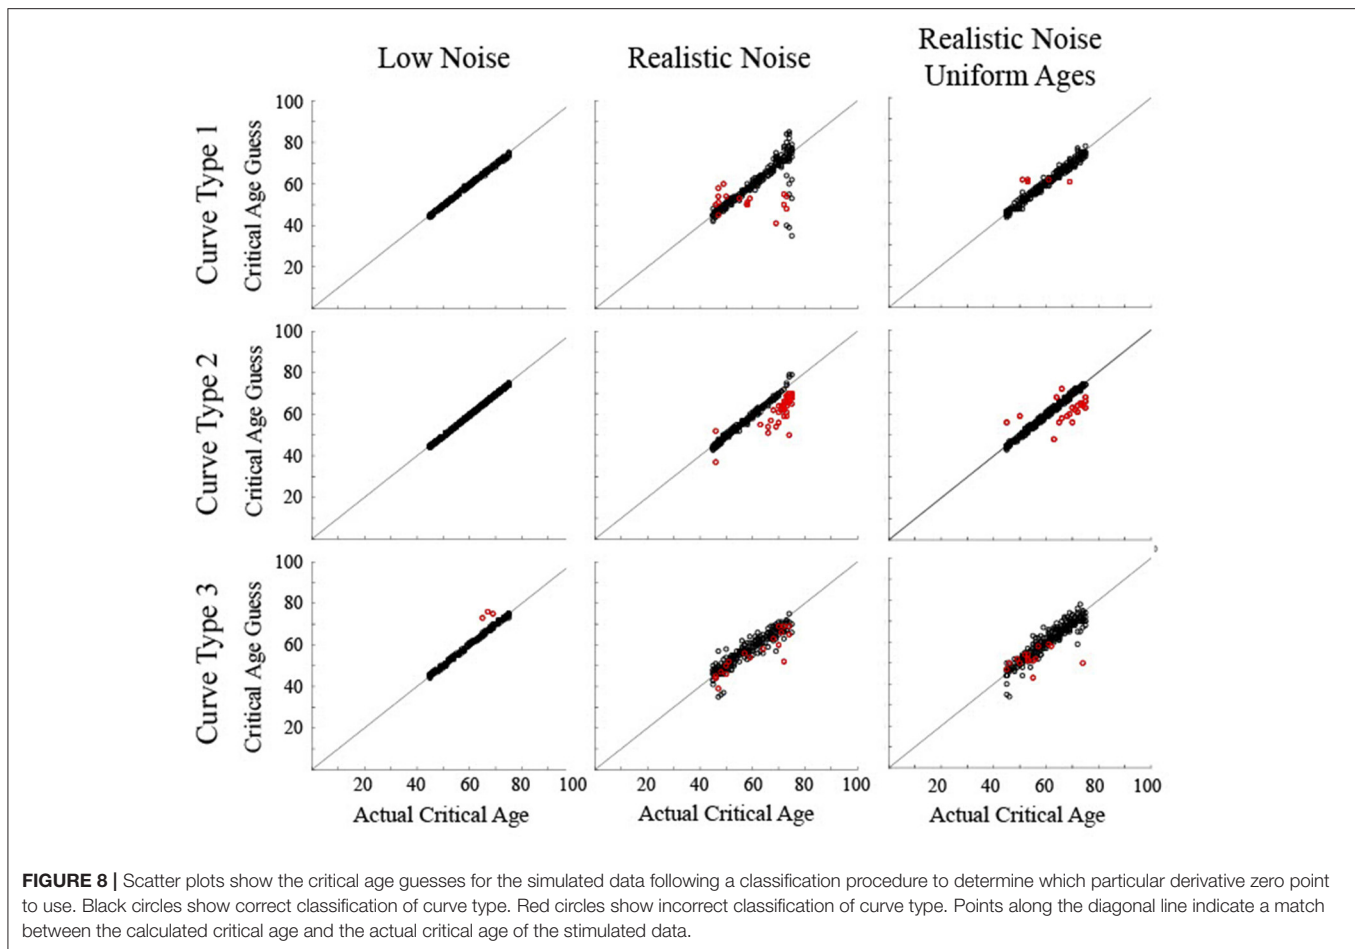 Low Noise
Realistic Noise
Realistic Noise
Uniform Ages
Curve Type 1
Critical Age Guess
100
80
60
40
20
Curve Type 2
Critical Age Guess
100
80
60
40
20
Curve Type 3
Critical Age Guess
100
80
60
40
20
20 40 60 80 100
20 40 60 80 100
20 40 60 80 100
Actual Critical Age
Actual Critical Age
Actual Critical Age
FIGURE 8 | Scatter plots show the critical age guesses for the simulated data following a classification procedure to determine which particular derivative zero point
to use. Black circles show correct classification of curve type. Red circles show incorrect classification of curve type. Points along the diagonal line indicate a match
between the calculated critical age and the actual critical age of the stimulated data.